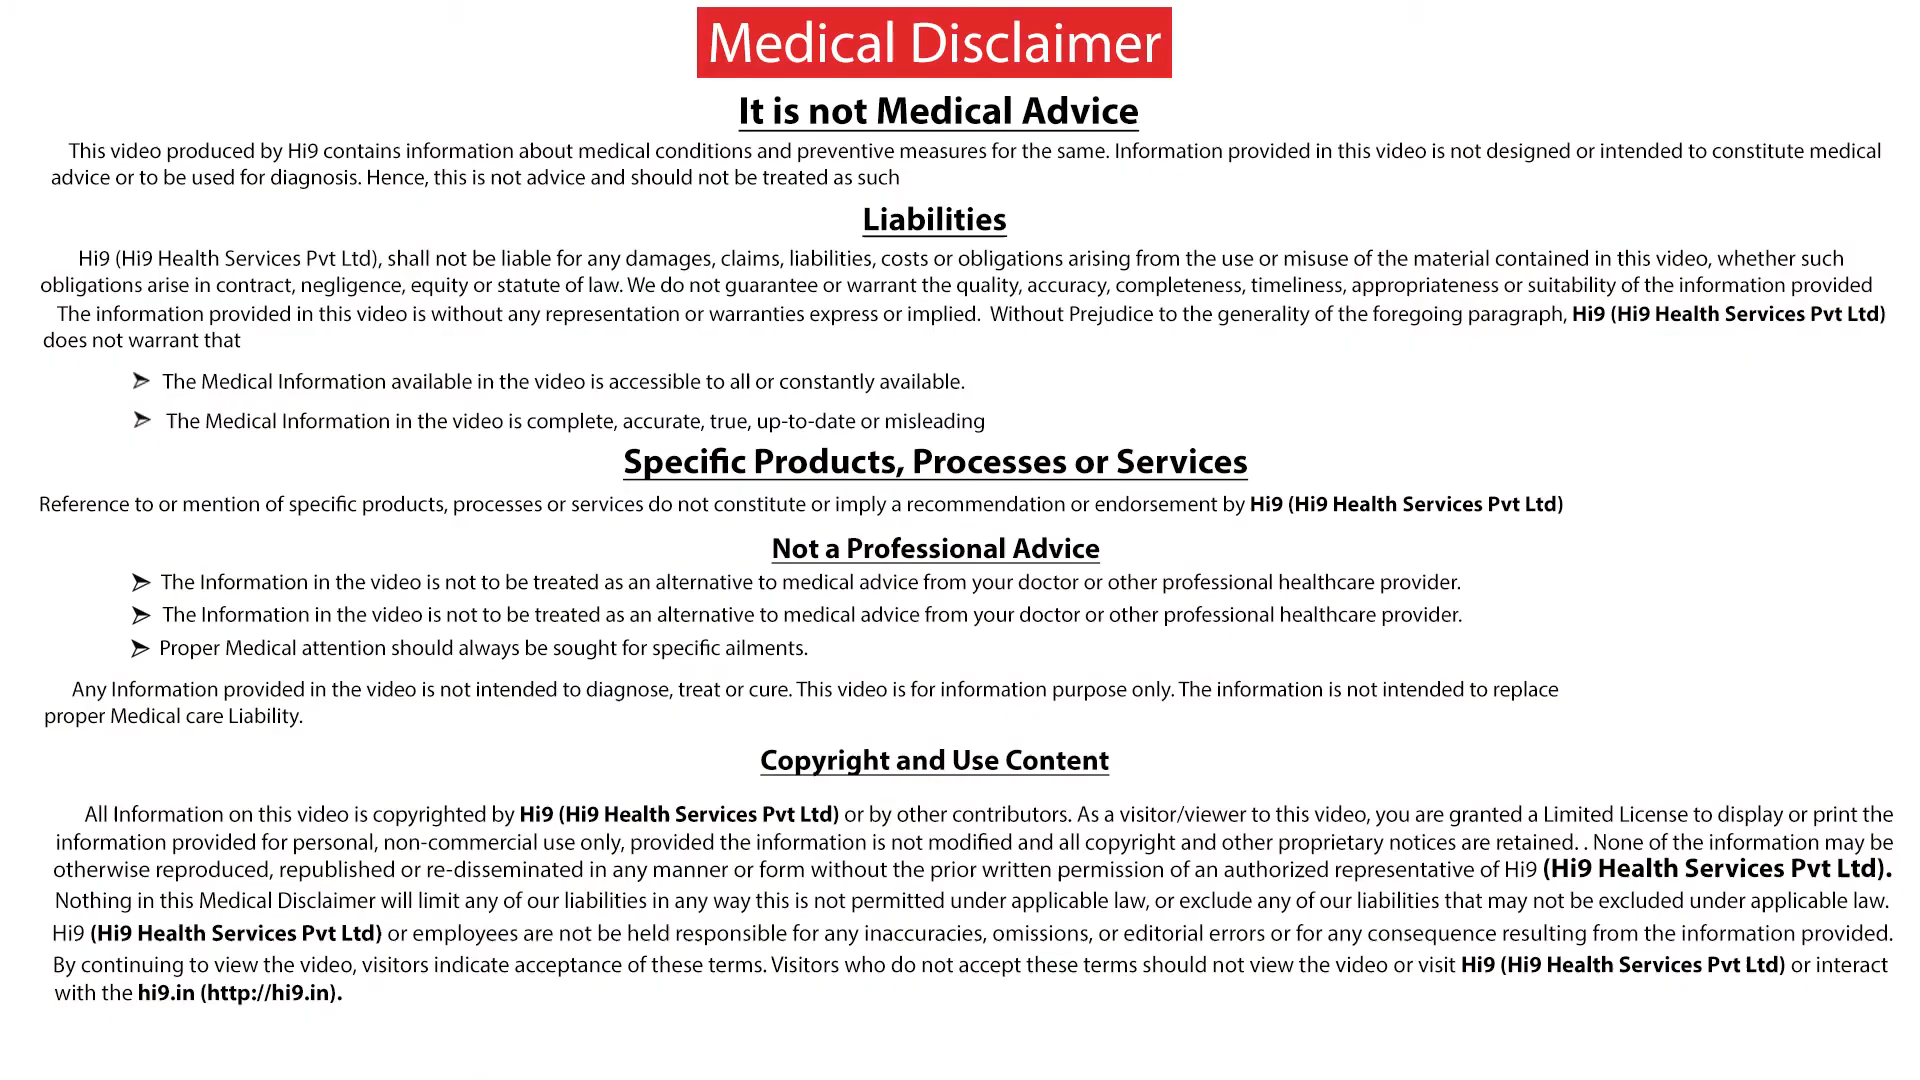 Medical Disclaimer
It is not Medical Advice
This video produced by Hi9 contains information about medical conditions and preventive measures for the same. Information provided in this video is not designed or intended to constitute medical
advice or to be used for diagnosis. Hence, this is not advice and should not be treated as such
Liabilities
Hi9 (Hi9 Health Services Pvt Ltd), shall not be liable for any damages, claims, liabilities, costs or obligations arising from the use or misuse of the material contained in this video, whether such
obligations arise in contract, negligence, equity or statute of law. We do not guarantee or warrant the quality, accuracy, completeness, timeliness, appropriateness or suitability of the information provided
The information provided in this video is without any representation or warranties express or implied. Without Prejudice to the generality of the foregoing paragraph, Hi9 (Hi9 Health Services Pvt Ltd)
does not warrant that
➢ The Medical Information available in the video is accessible to all or constantly available.
➢ The Medical Information in the video is complete, accurate, true, up-to-date or misleading
Specific Products, Processes or Services
Reference to or mention of specific products, processes or services do not constitute or imply a recommendation or endorsement by Hi9 (Hi9 Health Services Pvt Ltd)
Not a Professional Advice
➢ The Information in the video is not to be treated as an alternative to medical advice from your doctor or other professional healthcare provider.
➢ The Information in the video is not to be treated as an alternative to medical advice from your doctor or other professional healthcare provider.
➢ Proper Medical attention should always be sought for specific ailments.
Any Information provided in the video is not intended to diagnose, treat or cure. This video is for information purpose only. The information is not intended to replace
proper Medical care Liability.
Copyright and Use Content
All Information on this video is copyrighted by Hi9 (Hi9 Health Services Pvt Ltd) or by other contributors. As a visitor/viewer to this video, you are granted a Limited License to display or print the
information provided for personal, non-commercial use only, provided the information is not modified and all copyright and other proprietary notices are retained. . None of the information may be
otherwise reproduced, republished or re-disseminated in any manner or form without the prior written permission of an authorized representative of Hi9 (Hi9 Health Services Pvt Ltd).
Nothing in this Medical Disclaimer will limit any of our liabilities in any way this is not permitted under applicable law, or exclude any of our liabilities that may not be excluded under applicable law.
Hi9 (Hi9 Health Services Pvt Ltd) or employees are not be held responsible for any inaccuracies, omissions, or editorial errors or for any consequence resulting from the information provided.
By continuing to view the video, visitors indicate acceptance of these terms. Visitors who do not accept these terms should not view the video or visit Hi9 (Hi9 Health Services Pvt Ltd) or interact
with the hi9.in (http://hi9.in).